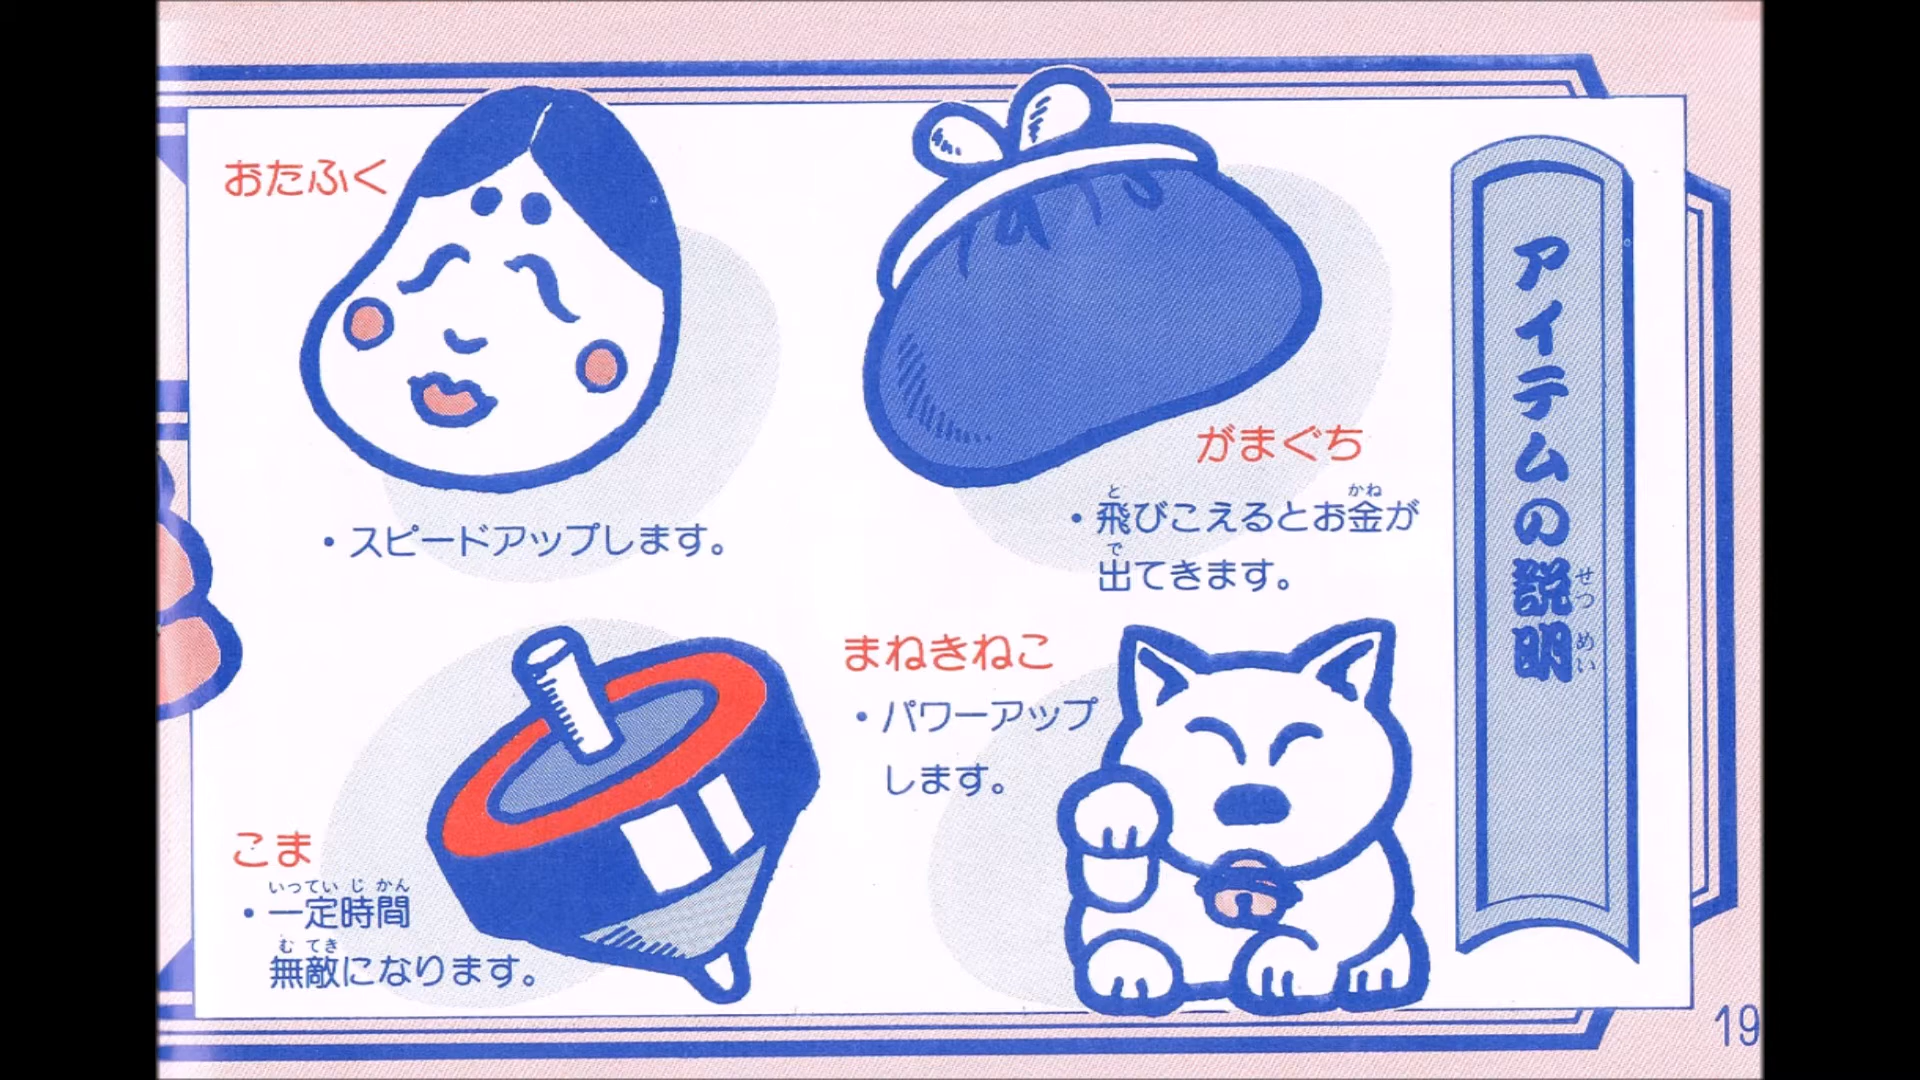 アイテムの説明
せつめい
がまぐち
と かね
・飛びこえるとお金が
で
出てきます。
おたふく
・スピードアップします。
まねきねこ
・パワーアップ
します。
こま
いってい じ かん
・一定時間
む てき
無敵になります。
19